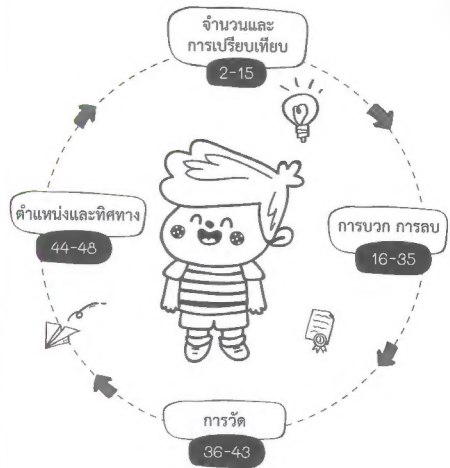 จำนวนและ
การเปรียบเทียบ
2-15
การบวก การลบ
16-35
การวัด
36-43
ตำแหน่งและทิศทาง
44-48